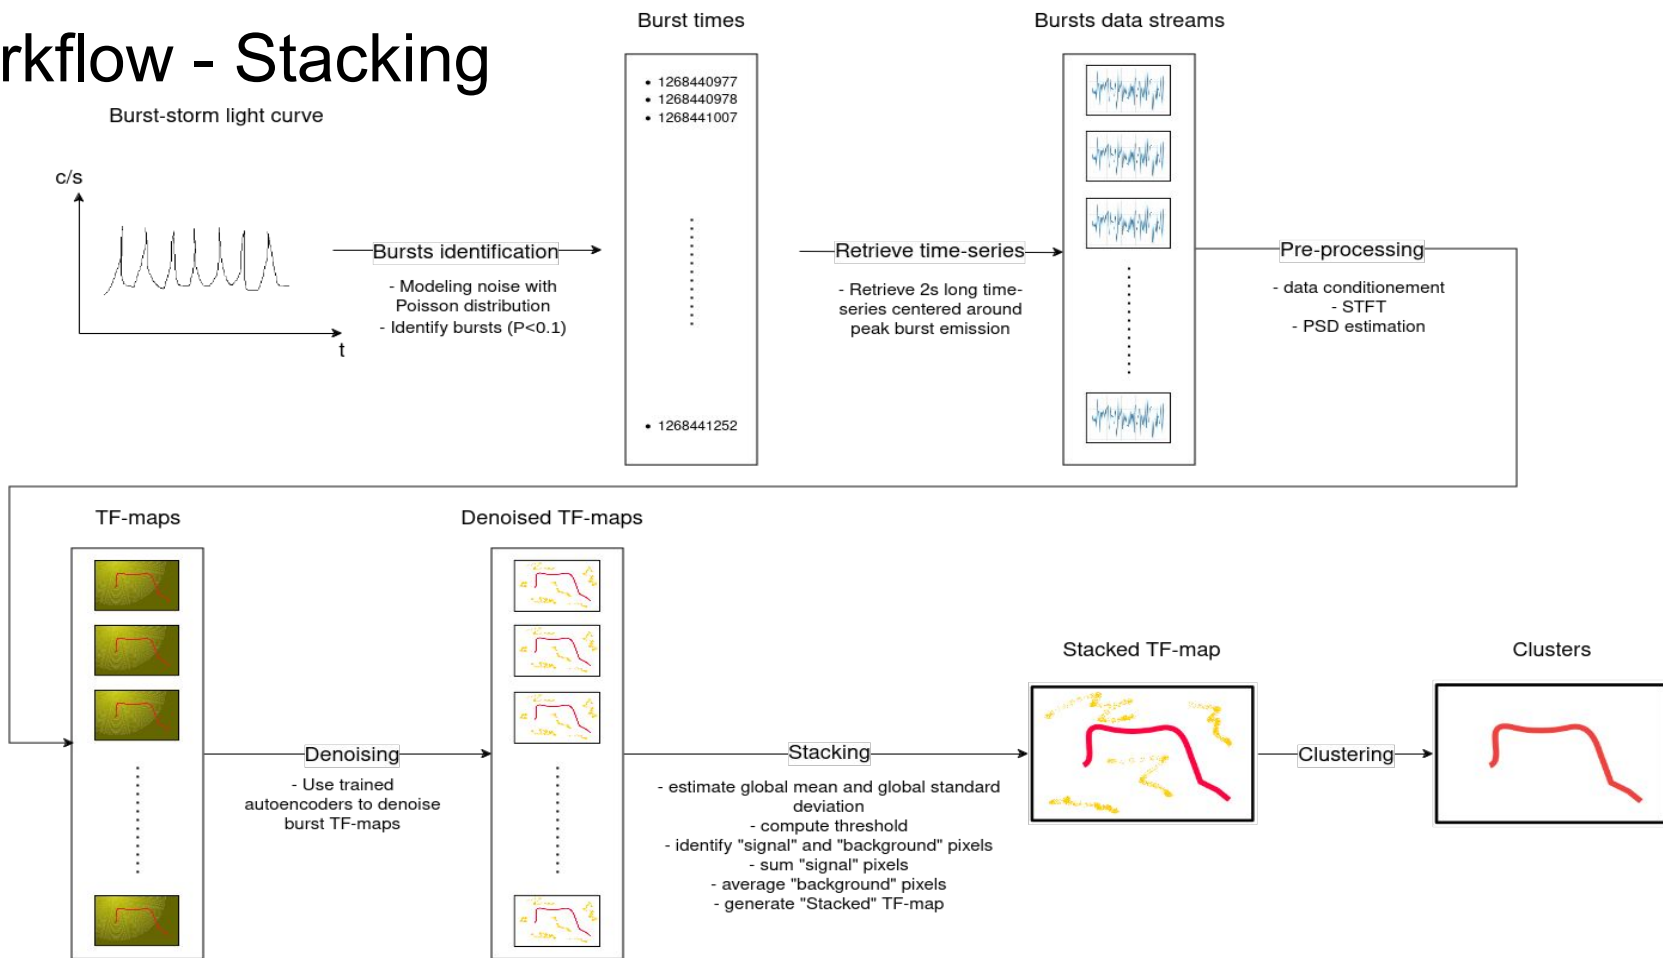 rkflow - Stacking
Burst-storm light curve
c/s
t
Bursts identification
- Modeling noise with
Poisson distribution
- Identify bursts (P<0.1)
Burst times
• 1268440977
• 1268440978
• 1268441007
• 1268441252
Retrieve time-series
- Retrieve 2s long time-
series centered around
peak burst emission
Bursts data streams
Pre-processing
- data conditionement
- STFT
- PSD estimation
TF-maps
Denoising
- Use trained
autoencoders to denoise
burst TF-maps
Denoised TF-maps
Stacking
- estimate global mean and global standard
deviation
- compute threshold
- identify "signal" and "background" pixels
- sum "signal" pixels
- average "background" pixels
- generate "Stacked" TF-map
Stacked TF-map
Clustering
Clusters